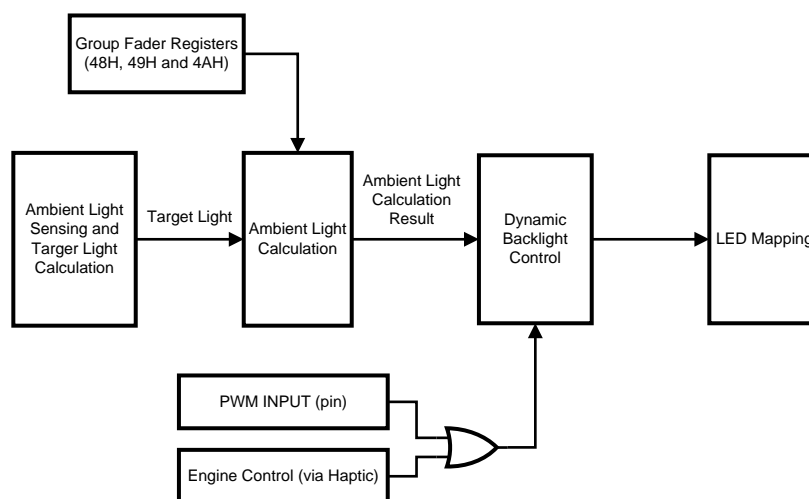 Group Fader Registers
(48H, 49H and 4AH)
Ambient Light
Sensing and
Targer Light
Calculation
Target Light
Ambient Light
Calculation
Ambient Light
Calculation
Result
Dynamic
Backlight
Control
LED Mapping
PWM INPUT (pin)
Engine Control (via Haptic)